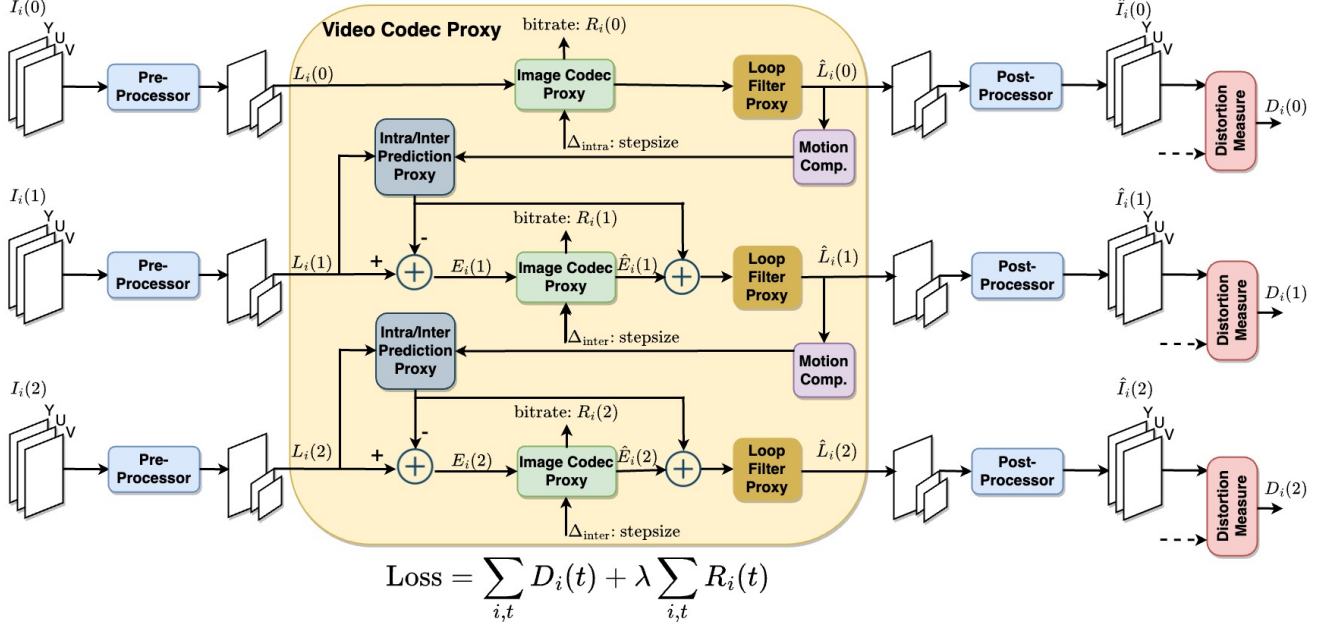 I_i(0)
Y
U
V
Pre-
Processor
L_i(0)
Video Codec Proxy
bitrate: R_i(0)
Image Codec
Proxy
Δ_intra: stepsize
Loop
Filter
Proxy
L̂_i(0)
Motion
Comp.
Post-
Processor
Î_i(0)
Y
U
V
Distortion
Measure
D_i(0)
Intra/Inter
Prediction
Proxy
I_i(1)
Y
U
V
Pre-
Processor
L_i(1)
+
-
+
E_i(1)
bitrate: R_i(1)
Image Codec
Proxy
Δ_inter: stepsize
Ê_i(1)
+
Loop
Filter
Proxy
L̂_i(1)
Motion
Comp.
Post-
Processor
Î_i(1)
Y
U
V
Distortion
Measure
D_i(1)
Intra/Inter
Prediction
Proxy
I_i(2)
Y
U
V
Pre-
Processor
L_i(2)
+
-
+
E_i(2)
bitrate: R_i(2)
Image Codec
Proxy
Δ_inter: stepsize
Ê_i(2)
+
Loop
Filter
Proxy
L̂_i(2)
Post-
Processor
Î_i(2)
Y
U
V
Distortion
Measure
D_i(2)
Loss = ∑_{i,t} D_i(t) + λ ∑_{i,t} R_i(t)